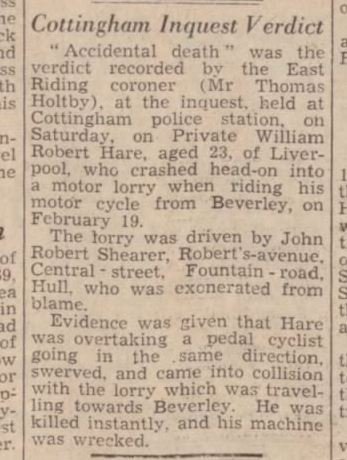 Cottingham Inquest Verdict
"Accidental death" was the
verdict recorded by the East
Riding coroner (Mr Thomas
Holtby), at the inquest, held at
Cottingham police station, on
Saturday, on Private William
Robert Hare, aged 23, of Liver-
pool, who crashed head-on into
a motor lorry when riding his
motor cycle from Beverley, on
February 19.
The lorry was driven by John
Robert Shearer, Robert's-avenue,
Central-street, Fountain-road,
Hull, who was exonerated from
blame.
Evidence was given that Hare
was overtaking a pedal cyclist
going in the same direction,
swerved, and came into collision
with the lorry which was travel-
ling towards Beverley. He was
killed instantly, and his machine
was wrecked.